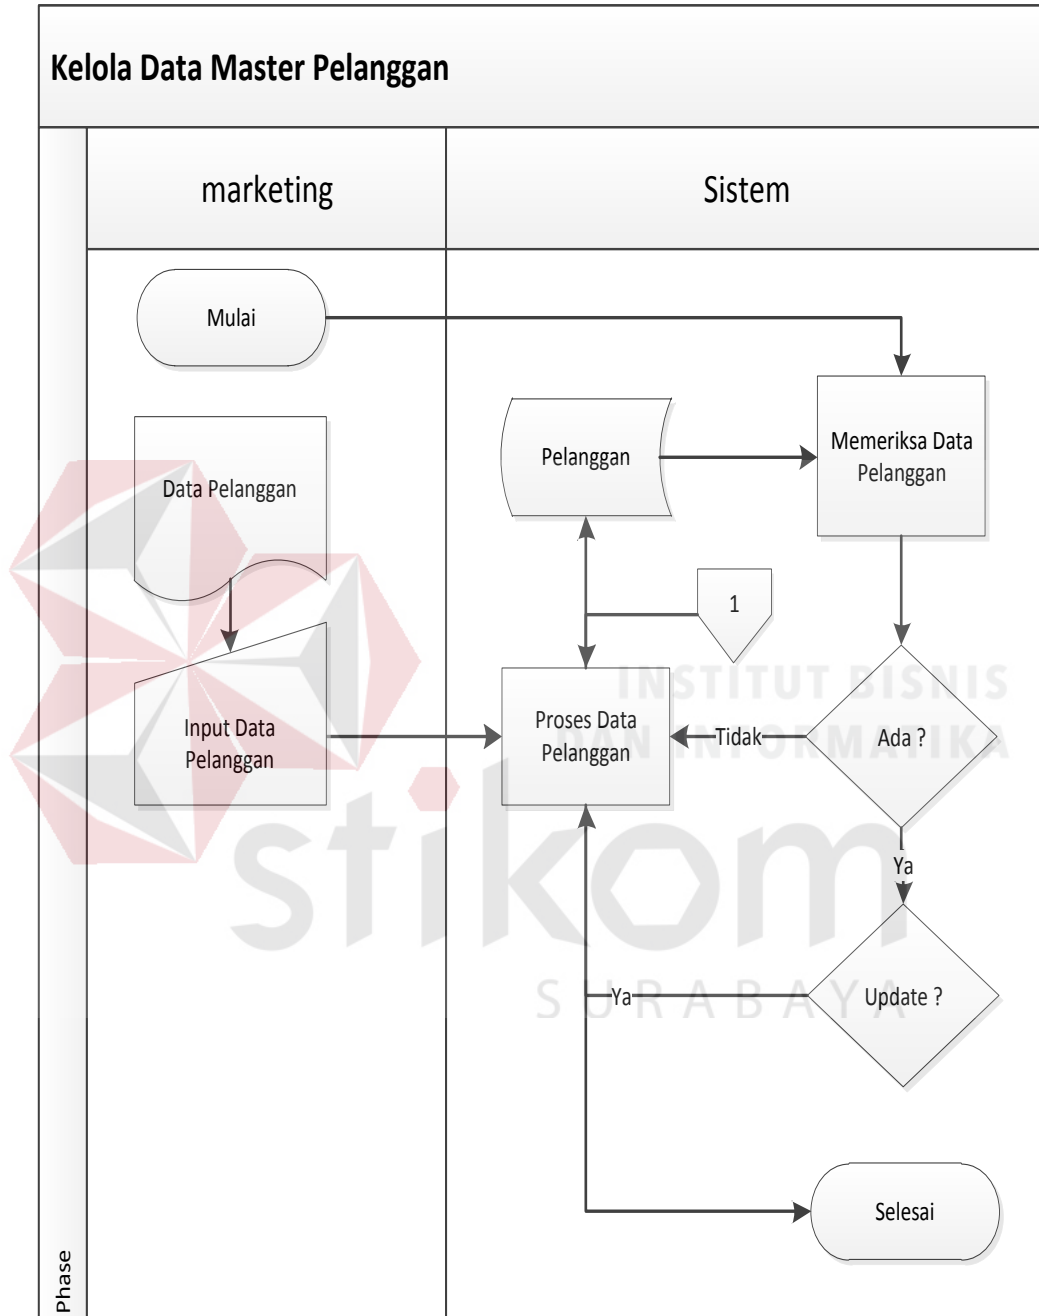 Kelola Data Master Pelanggan
marketing
Sistem
Mulai
Pelanggan
Memeriksa Data
Pelanggan
Data Pelanggan
1
Input Data
Pelanggan
Proses Data
Pelanggan
Tidak
Ada ?
Ya
Ya
Update ?
Selesai
Phase
INSTITUT BISNIS
DAN INFORMATIKA
stikom
SURABAYA